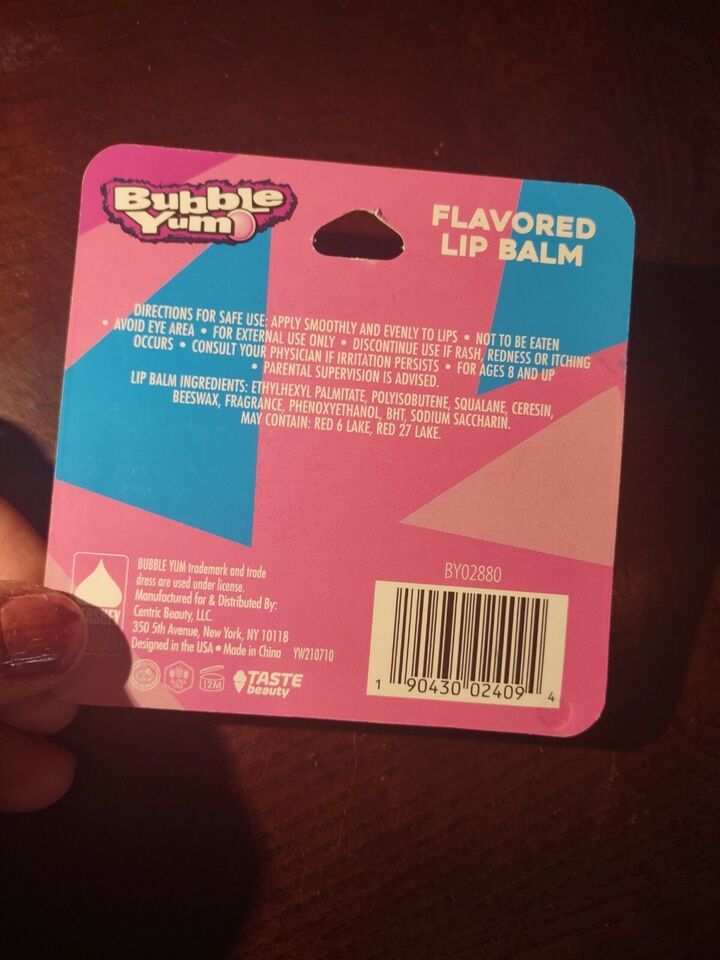 Bubble
Yum
FLAVORED
LIP BALM
DIRECTIONS FOR SAFE USE: APPLY SMOOTHLY AND EVENLY TO LIPS • NOT TO BE EATEN
• AVOID EYE AREA • FOR EXTERNAL USE ONLY • DISCONTINUE USE IF RASH, REDNESS OR ITCHING
OCCURS • CONSULT YOUR PHYSICIAN IF IRRITATION PERSISTS • FOR AGES 8 AND UP
• PARENTAL SUPERVISION IS ADVISED.
LIP BALM INGREDIENTS: ETHYLHEXYL PALMITATE, POLYISOBUTENE, SQUALANE, CERESIN,
BEESWAX, FRAGRANCE, PHENOXYETHANOL, BHT, SODIUM SACCHARIN.
MAY CONTAIN: RED 6 LAKE, RED 27 LAKE.
BUBBLE YUM trademark and trade
dress are used under license.
Manufactured for & Distributed By:
Centric Beauty, LLC.
350 5th Avenue, New York, NY 10118
Designed in the USA • Made in China YW210710
12M
TASTE
beauty
BY02880
1 90430 02409 4